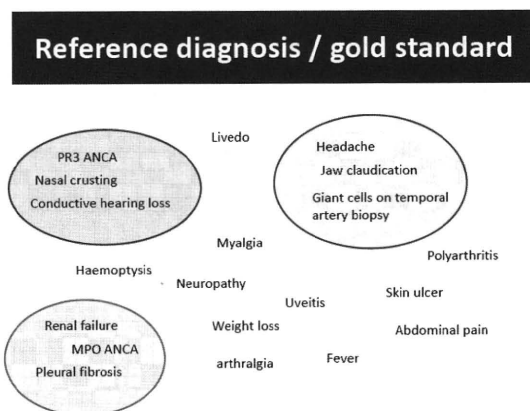 Reference diagnosis / gold standard
Livedo
PR3 ANCA
Nasal crusting
Conductive hearing loss
Headache
Jaw claudication
Giant cells on temporal
artery biopsy
Myalgia
Polyarthritis
Haemoptysis
Neuropathy
Uveitis
Skin ulcer
Renal failure
MPO ANCA
Pleural fibrosis
Weight loss
Abdominal pain
arthralgia
Fever